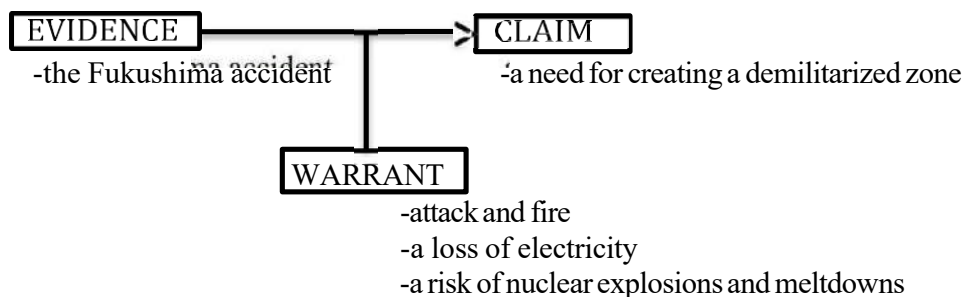 EVIDENCE
CLAIM
-the Fukushima accident
-a need for creating a demilitarized zone
WARRANT
-attack and fire
-a loss of electricity
-a risk of nuclear explosions and meltdowns